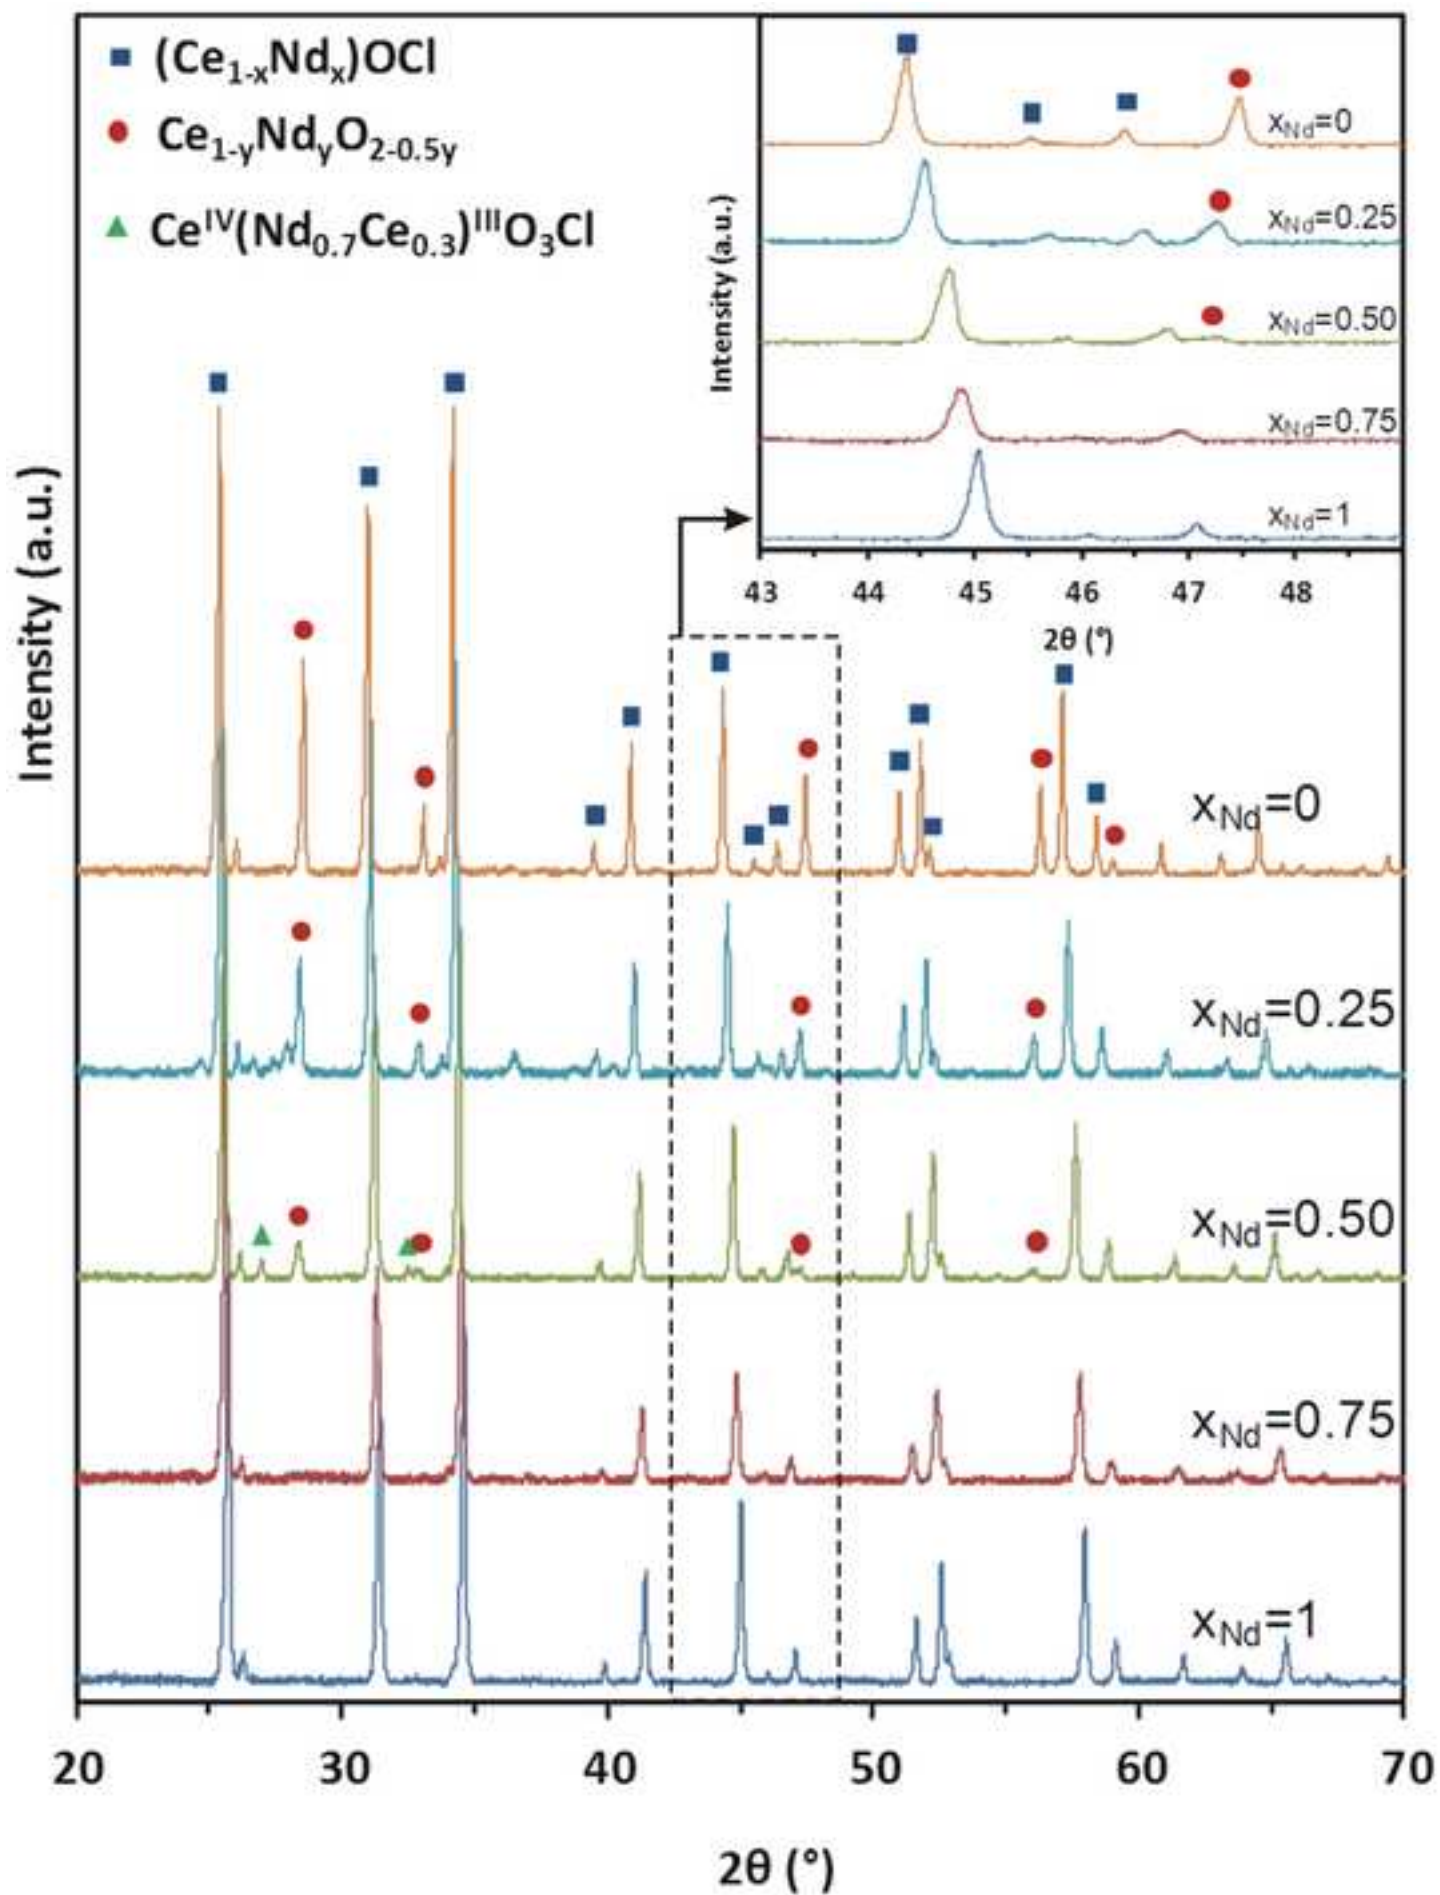 (Ce₁₋ₓNdₓ)OCl
Ce₁₋yNdyO₂₋₀.₅y
Ceᴵⱽ(Nd₀.₇Ce₀.₃)ᴵᴵᴵO₃Cl
Intensity (a.u.)
xNd=0
xNd=0.25
xNd=0.50
xNd=0.75
xNd=1
43 44 45 46 47 48
2θ (°)
Intensity (a.u.)
xNd=0
xNd=0.25
xNd=0.50
xNd=0.75
xNd=1
20 30 40 50 60 70
2θ (°)